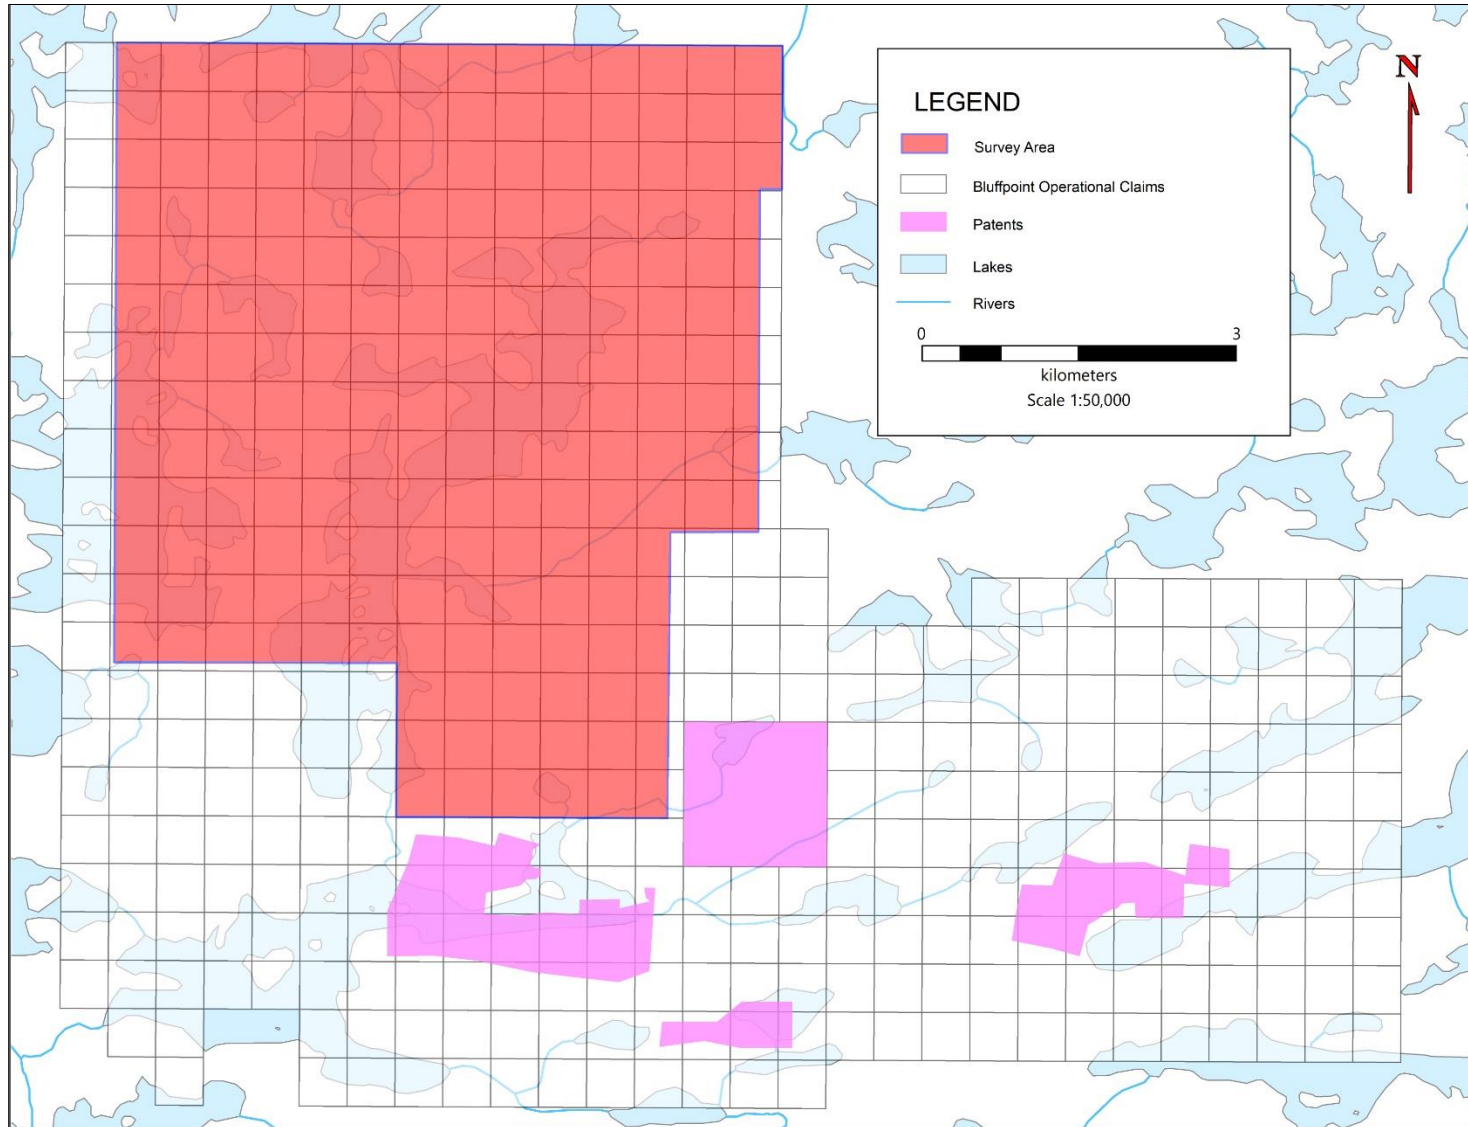 N
LEGEND
Survey Area
Bluffpoint Operational Claims
Patents
Lakes
Rivers
0 3
kilometers
Scale 1:50,000